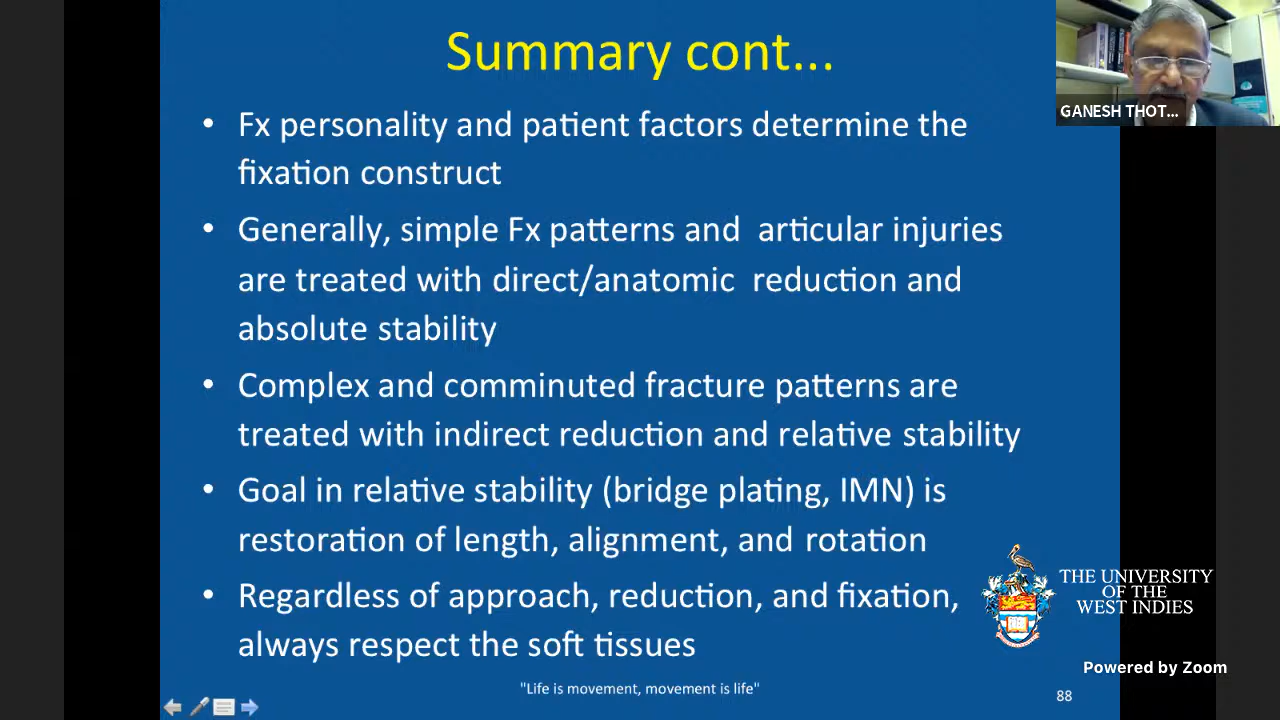 Summary cont...
GANESH THOT...
• Fx personality and patient factors determine the
fixation construct
• Generally, simple Fx patterns and articular injuries
are treated with direct/anatomic reduction and
absolute stability
• Complex and comminuted fracture patterns are
treated with indirect reduction and relative stability
• Goal in relative stability (bridge plating, IMN) is
restoration of length, alignment, and rotation
• Regardless of approach, reduction, and fixation,
always respect the soft tissues
THE UNIVERSITY
OF THE
WEST INDIES
Powered by Zoom
"Life is movement, movement is life"
88